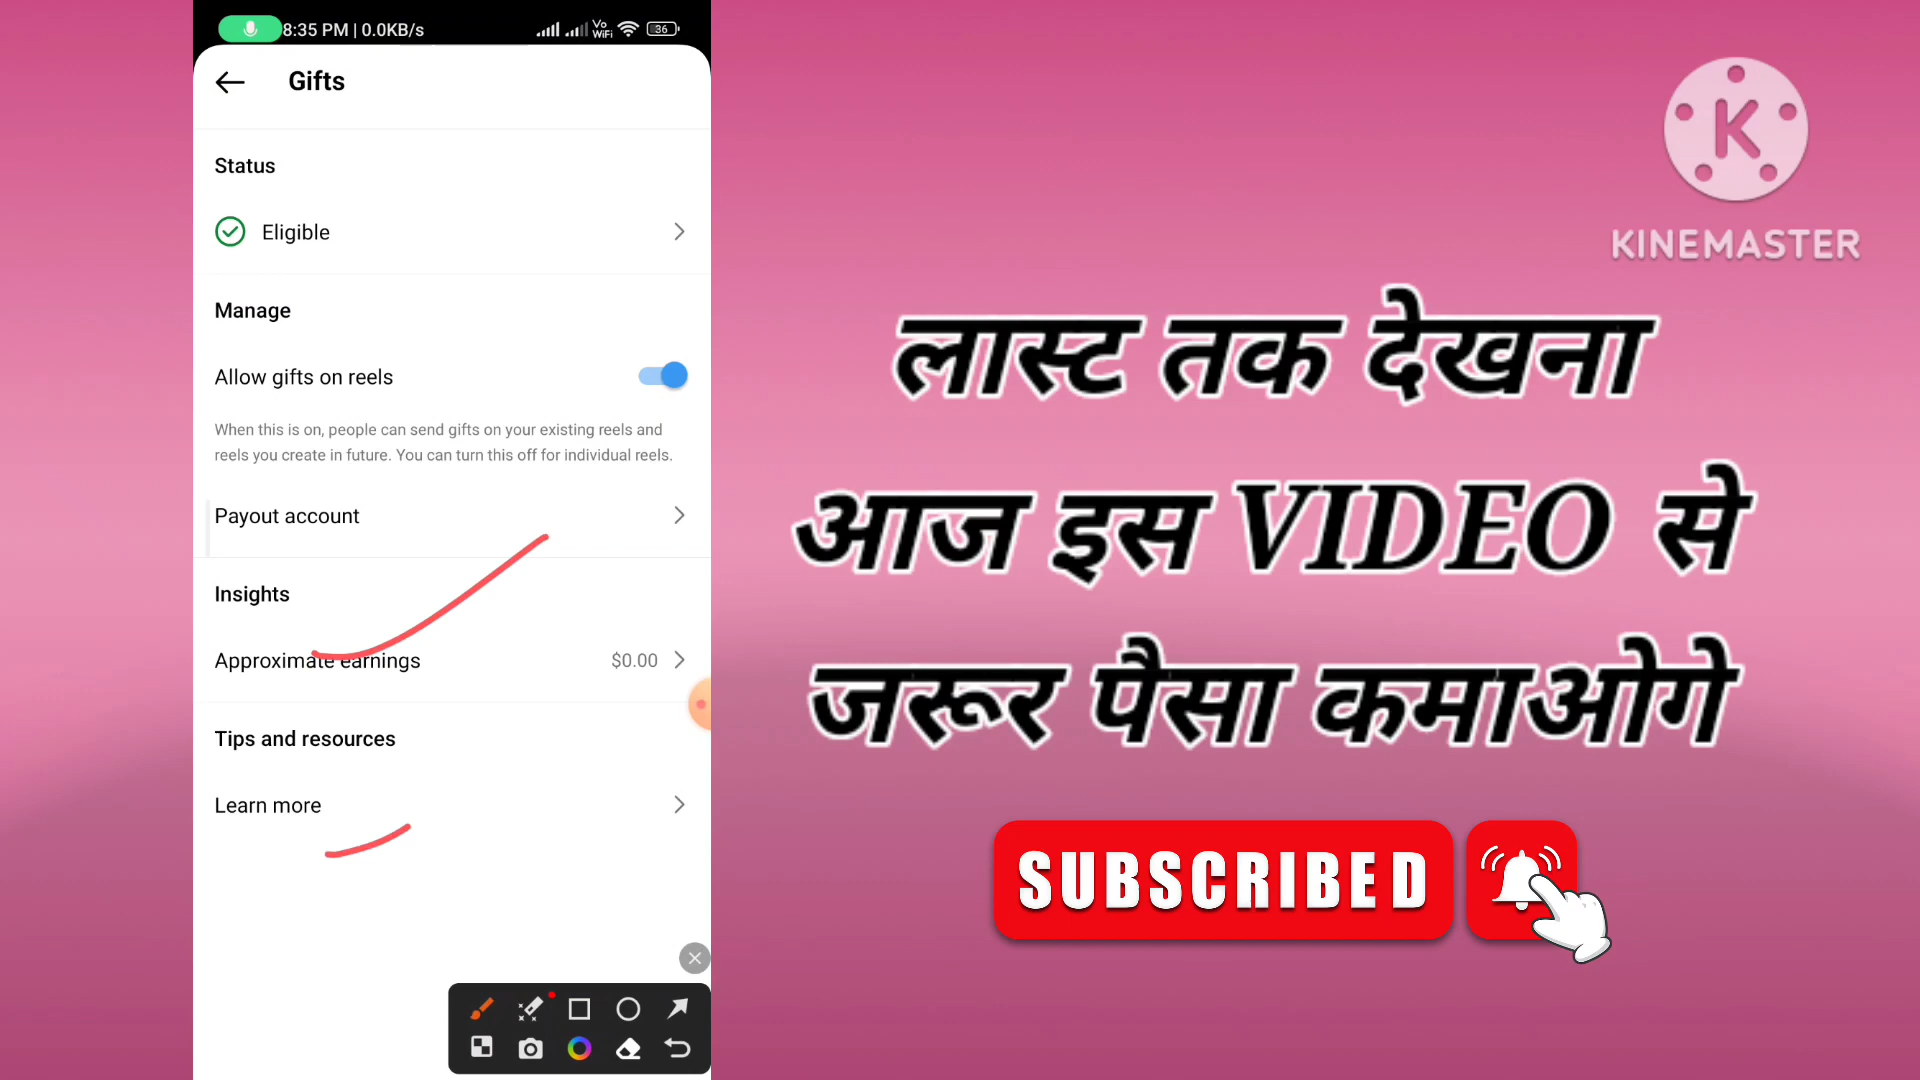 8:35 PM | 0.0KB/s
Vo
WiFi
36
Gifts
Status
Eligible
Manage
Allow gifts on reels
When this is on, people can send gifts on your existing reels and
reels you create in future. You can turn this off for individual reels.
Payout account
Insights
Approximate earnings $0.00
Tips and resources
Learn more
K
KINEMASTER
लास्ट तक देखना
आज इस VIDEO से
जरूर पैसा कमाओगे
SUBSCRIBED